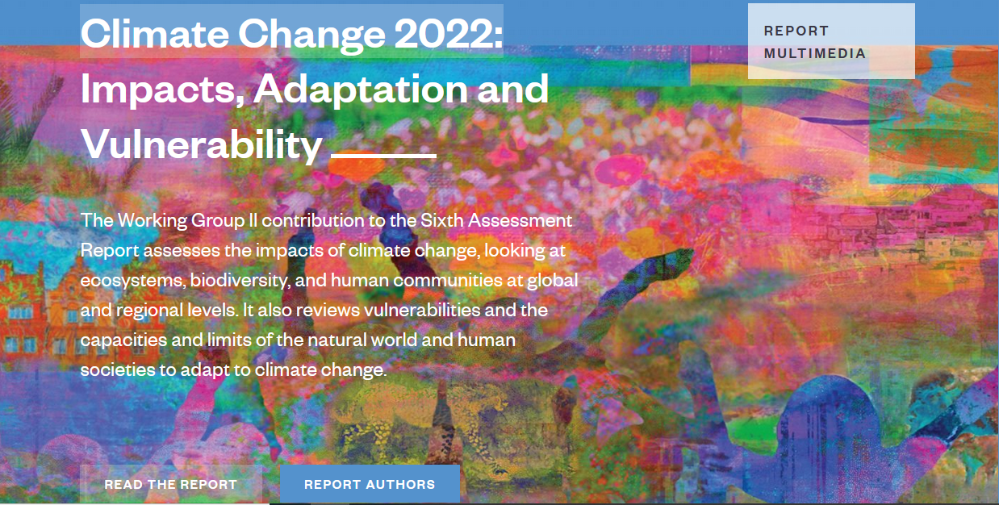 Climate Change 2022:
Impacts, Adaptation and
Vulnerability
The Working Group II contribution to the Sixth Assessment
Report assesses the impacts of climate change, looking at
ecosystems, biodiversity, and human communities at global
and regional levels. It also reviews vulnerabilities and the
capacities and limits of the natural world and human
societies to adapt to climate change.
READ THE REPORT
REPORT AUTHORS
REPORT
MULTIMEDIA